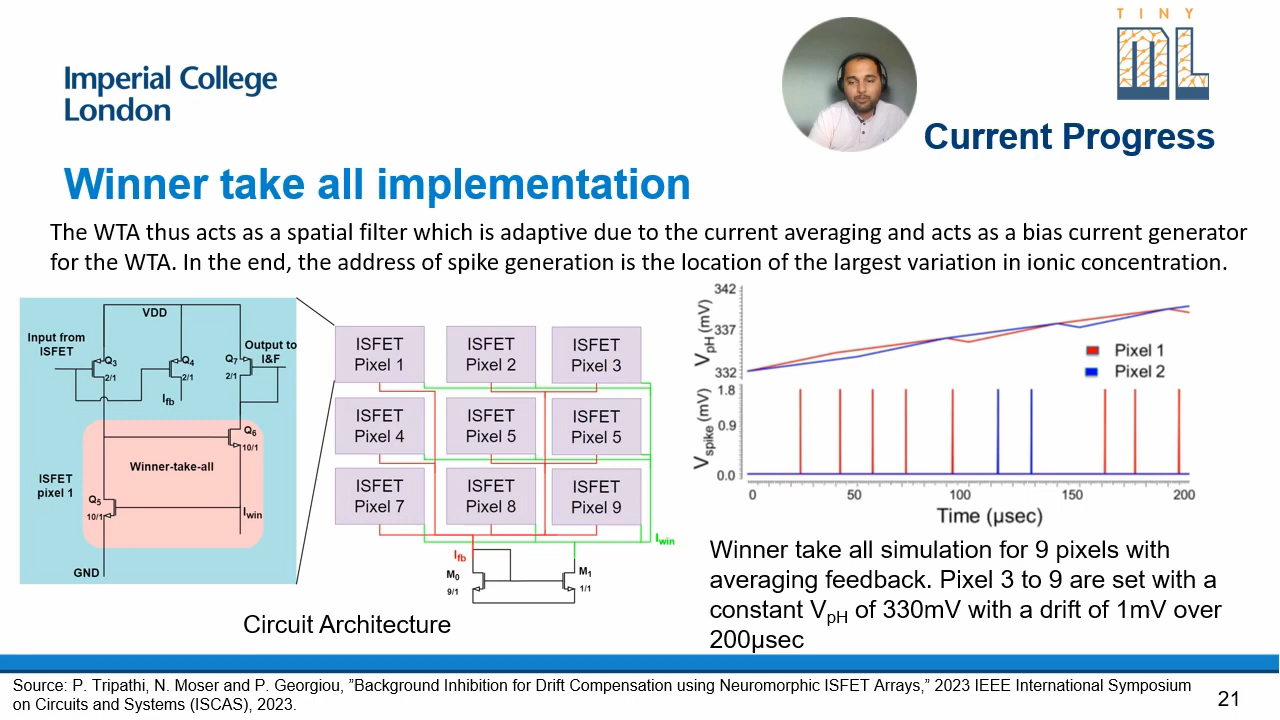 TINY
ML
Imperial College
London
Current Progress
Winner take all implementation
The WTA thus acts as a spatial filter which is adaptive due to the current averaging and acts as a bias current generator
for the WTA. In the end, the address of spike generation is the location of the largest variation in ionic concentration.
VDD
Input from
ISFET
Q3
2/1
Q4
2/1
Q7
2/1
Output to
I&F
Ifb
Q6
10/1
Winner-take-all
ISFET
pixel 1
Q5
10/1
Iwin
GND
ISFET
Pixel 1
ISFET
Pixel 2
ISFET
Pixel 3
ISFET
Pixel 4
ISFET
Pixel 5
ISFET
Pixel 5
ISFET
Pixel 7
ISFET
Pixel 8
ISFET
Pixel 9
Iwin
Ifb
M0
9/1
M1
1/1
Circuit Architecture
342
337
332
VpH (mV)
Pixel 1
Pixel 2
1.8
0.9
0.0
Vspike (mV)
0 50 100 150 200
Time (µsec)
Winner take all simulation for 9 pixels with
averaging feedback. Pixel 3 to 9 are set with a
constant VpH of 330mV with a drift of 1mV over
200µsec
Source: P. Tripathi, N. Moser and P. Georgiou, ”Background Inhibition for Drift Compensation using Neuromorphic ISFET Arrays,” 2023 IEEE International Symposium
on Circuits and Systems (ISCAS), 2023.
21